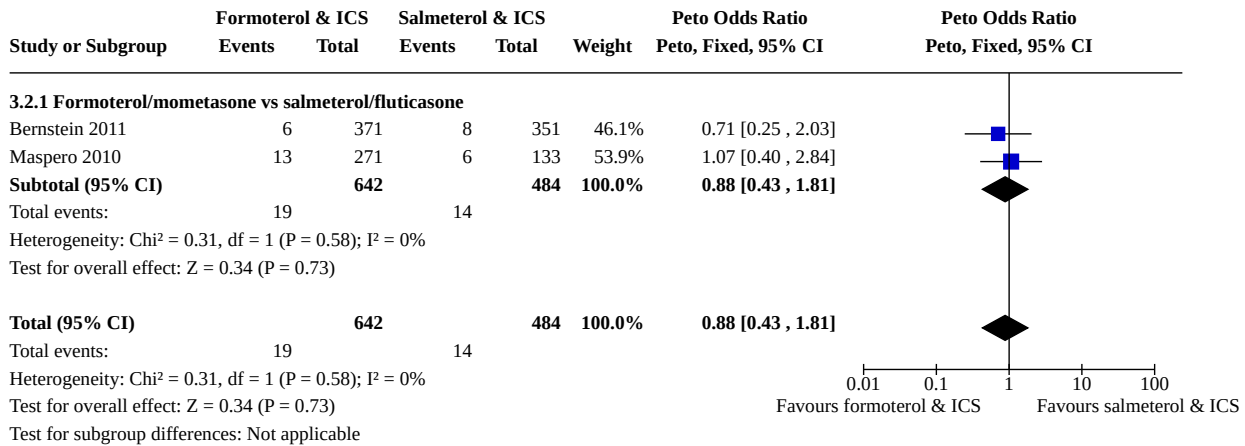 Formoterol & ICS Salmeterol & ICS Peto Odds Ratio Peto Odds Ratio
Study or Subgroup Events Total Events Total Weight Peto, Fixed, 95% CI Peto, Fixed, 95% CI
3.2.1 Formoterol/mometasone vs salmeterol/fluticasone
Bernstein 2011 6 371 8 351 46.1% 0.71 [0.25 , 2.03]
Maspero 2010 13 271 6 133 53.9% 1.07 [0.40 , 2.84]
Subtotal (95% CI) 642 484 100.0% 0.88 [0.43 , 1.81]
Total events: 19 14
Heterogeneity: Chi² = 0.31, df = 1 (P = 0.58); I² = 0%
Test for overall effect: Z = 0.34 (P = 0.73)
Total (95% CI) 642 484 100.0% 0.88 [0.43 , 1.81]
Total events: 19 14
Heterogeneity: Chi² = 0.31, df = 1 (P = 0.58); I² = 0%
0.01 0.1 1 10 100
Test for overall effect: Z = 0.34 (P = 0.73)
Favours formoterol & ICS Favours salmeterol & ICS
Test for subgroup differences: Not applicable